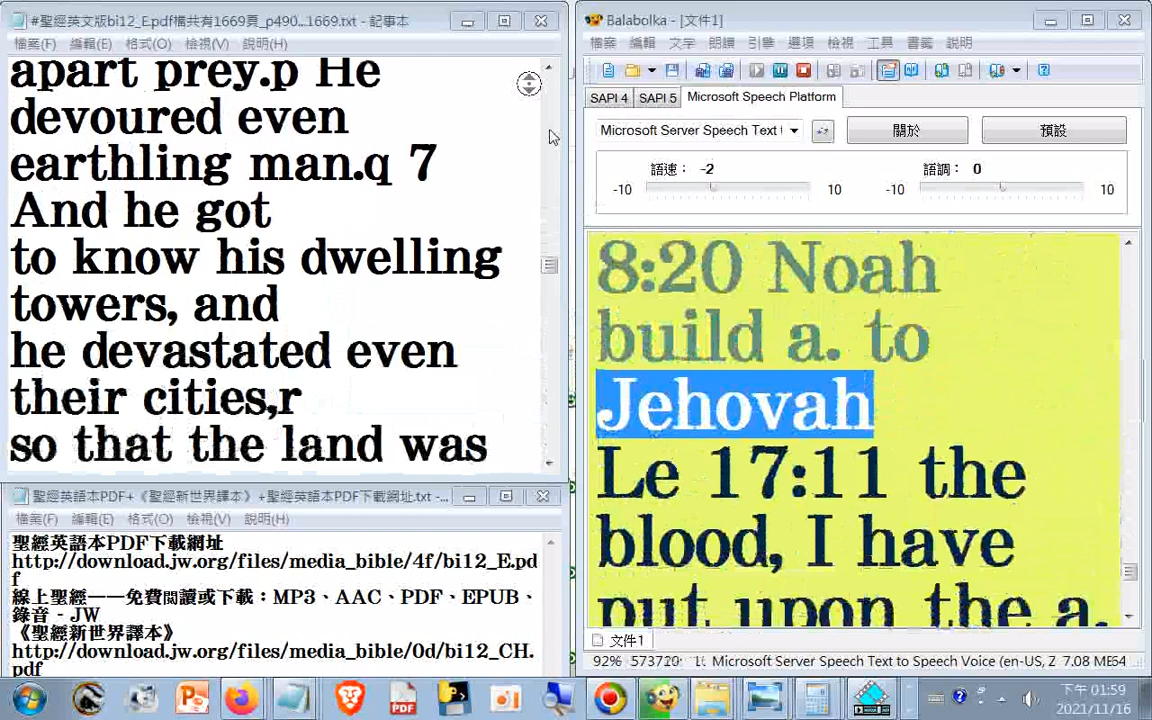 #聖經英文版bi12_E.pdf檔共有1669頁_p490...1669.txt - 記事本
檔案(F) 編輯(E) 格式(O) 檢視(V) 說明(H)
apart prey.p He
devoured even
earthling man.q 7
And he got
to know his dwelling
towers, and
he devastated even
their cities,r
so that the land was
聖經英語本PDF+《聖經新世界譯本》+聖經英語本PDF下載網址.txt -...
檔案(F) 編輯(E) 格式(O) 檢視(V) 說明(H)
聖經英語本PDF下載網址
http://download.jw.org/files/media_bible/4f/bi12_E.pd
f
線上聖經——免費閱讀或下載：MP3、AAC、PDF、EPUB、
錄音 - JW
《聖經新世界譯本》
http://download.jw.org/files/media_bible/0d/bi12_CH.
pdf
Balabolka - [文件1]
檔案 編輯 文字 朗讀 引擎 選項 檢視 工具 書籤 說明
SAPI 4 SAPI 5 Microsoft Speech Platform
Microsoft Server Speech Text 關於 預設
語速： -2 語調： 0
-10 10 -10 10
8:20 Noah
build a. to
Jehovah
Le 17:11 the
blood, I have
put upon the a.
文件1
92% Microsoft Server Speech Text to Speech Voice (en-US, Z 7.08 ME
下午 01:59
2021/11/16